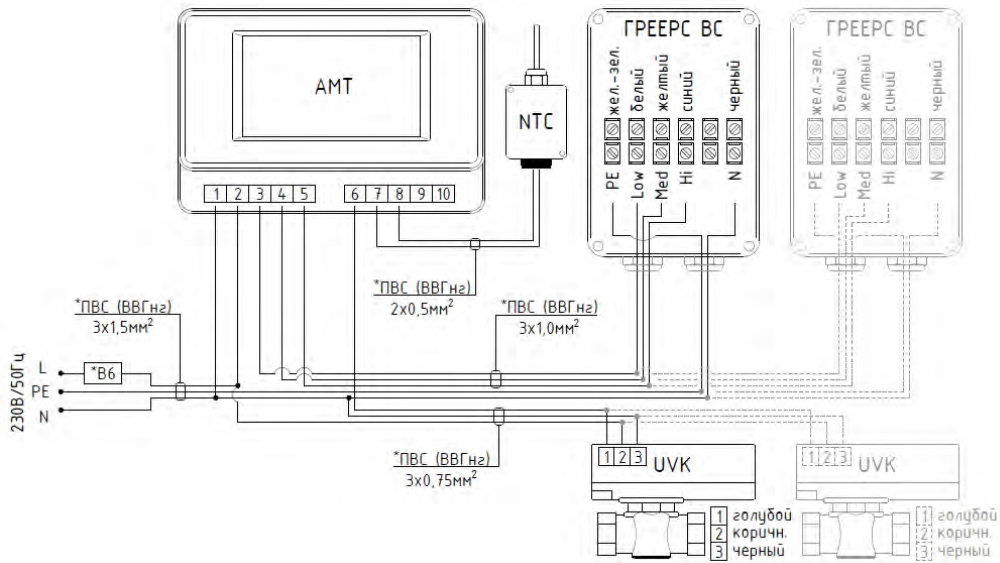 АМТ
1 2 3 4 5 6 7 8 9 10
NTC
ГРЕЕРС ВС
жел.-зел.
белый
желтый
синий
черный
PE
Low
Med
Hi
N
ГРЕЕРС ВС
жел.-зел.
белый
желтый
синий
черный
PE
Low
Med
Hi
N
*ПВС (ВВГнг)
3х1,5мм²
*ПВС (ВВГнг)
2х0,5мм²
*ПВС (ВВГнг)
3х1,0мм²
230В/50Гц
L
*В6
PE
N
*ПВС (ВВГнг)
3х0,75мм²
1 2 3 UVK
1 голубой
2 коричн.
3 черный
1 2 3 UVK
1 голубой
2 коричн.
3 черный